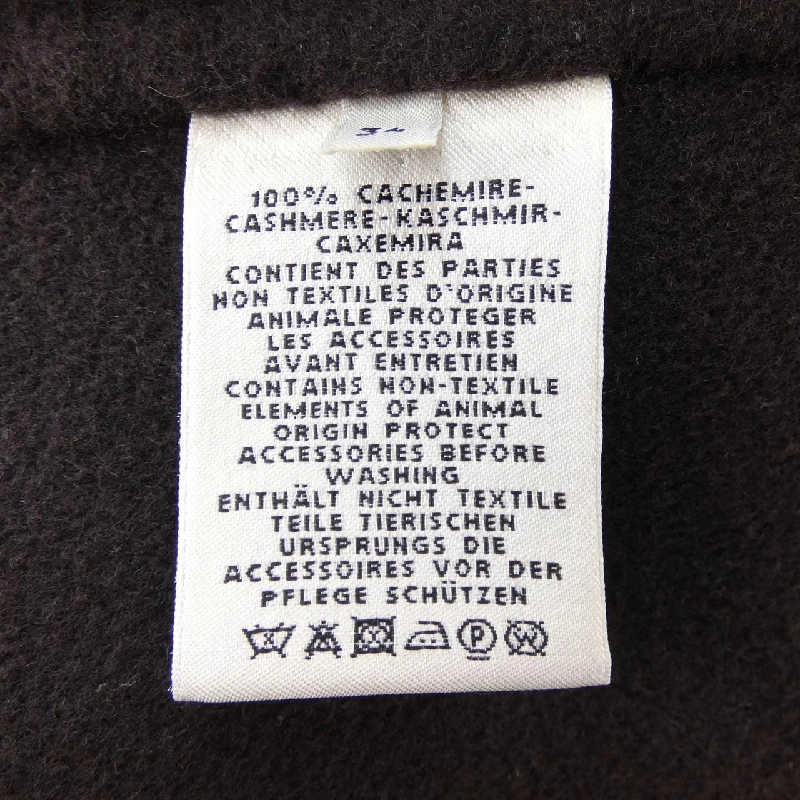 34
100% CACHEMIRE-
CASHMERE-KASCHMIR-
CAXEMIRA
CONTIENT DES PARTIES
NON TEXTILES D'ORIGINE
ANIMALE PROTEGER
LES ACCESSOIRES
AVANT ENTRETIEN
CONTAINS NON-TEXTILE
ELEMENTS OF ANIMAL
ORIGIN PROTECT
ACCESSORIES BEFORE
WASHING
ENTHÄLT NICHT TEXTILE
TEILE TIERISCHEN
URSPRUNGS DIE
ACCESSOIRES VOR DER
PFLEGE SCHÜTZEN
P W